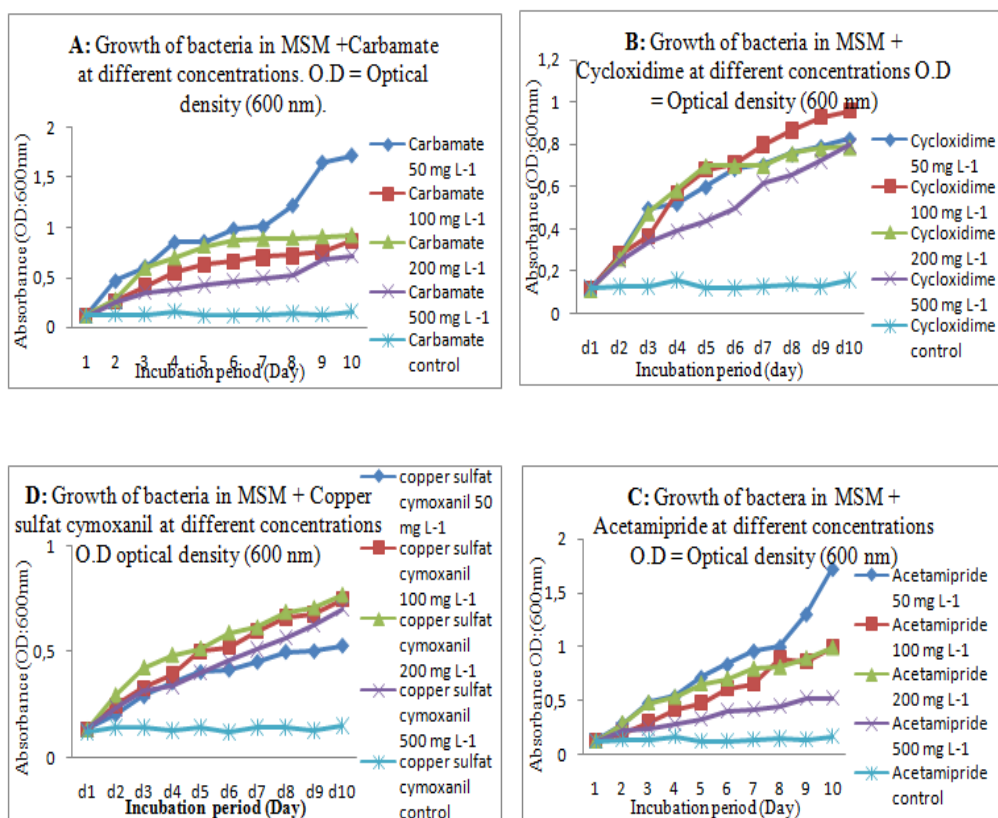 A: Growth of bacteria in MSM +Carbamate
at different concentrations. O.D = Optical
density (600 nm).
Absorbance (OD:600nm)
2
1,5
1
0,5
0
1 2 3 4 5 6 7 8 9 10
Incubation period (Day)
Carbamate
50 mg L-1
Carbamate
100 mg L-1
Carbamate
200 mg L-1
Carbamate
500 mg L -1
Carbamate
control
B: Growth of bacteria in MSM +
Cycloxidime at different concentrations O.D
= Optical density (600 nm)
Absorbance (OD:600nm)
1,2
1
0,8
0,6
0,4
0,2
0
d1 d2 d3 d4 d5 d6 d7 d8 d9 d10
Incubation period (day)
Cycloxidime
50 mg L-1
Cycloxidime
100 mg L-1
Cycloxidime
200 mg L-1
Cycloxidime
500 mg L-1
Cycloxidime
control
D: Growth of bacteria in MSM + Copper
sulfat cymoxanil at different concentrations
O.D optical density (600 nm)
Absorbance(OD:600nm)
1
0,5
0
d1 d2 d3 d4 d5 d6 d7 d8 d9 d10
Incubation period (Day)
copper sulfat
cymoxanil 50
mg L-1
copper sulfat
cymoxanil
100 mg L-1
copper sulfat
cymoxanil
200 mg L-1
copper sulfat
cymoxanil
500 mg L-1
copper sulfat
cymoxanil
control
C: Growth of bactera in MSM +
Acetamipride at different concentrations
O.D = Optical density (600 nm)
Absorbance OD:(600nm)
2
1,5
1
0,5
0
1 2 3 4 5 6 7 8 9 10
Incubation period (Day)
Acetamipride
50 mg L-1
Acetamipride
100 mg L-1
Acetamipride
200 mg L-1
Acetamipride
500 mg L-1
Acetamipride
control